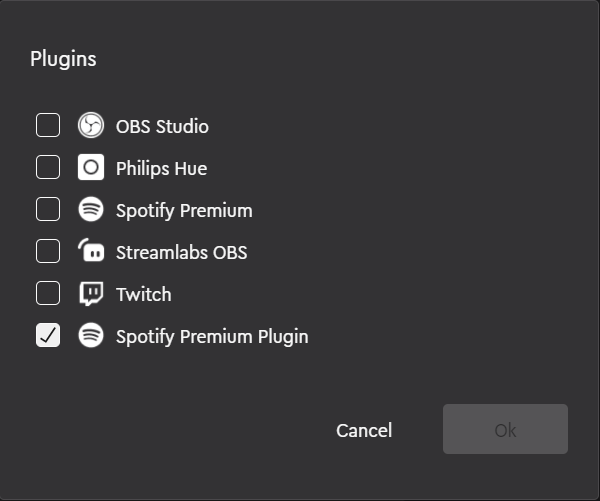 Plugins
OBS Studio
Philips Hue
Spotify Premium
Streamlabs OBS
Twitch
Spotify Premium Plugin
Cancel
Ok